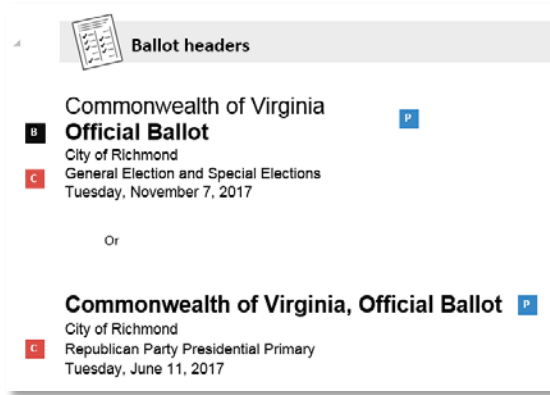 Ballot headers
Commonwealth of Virginia P
B Official Ballot
City of Richmond
C General Election and Special Elections
Tuesday, November 7, 2017
Or
Commonwealth of Virginia, Official Ballot P
City of Richmond
C Republican Party Presidential Primary
Tuesday, June 11, 2017